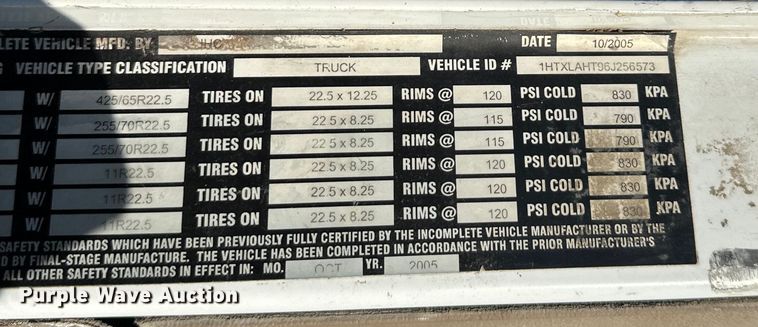 LETE VEHICLE MFD. BY IHC DATE 10/2005
G VEHICLE TYPE CLASSIFICATION TRUCK VEHICLE ID # 1HTXLAHT96J256573
W/ 425/65R22.5 TIRES ON 22.5 x 12.25 RIMS @ 120 PSI COLD 830 KPA
W/ 255/70R22.5 TIRES ON 22.5 x 8.25 RIMS @ 115 PSI COLD 790 KPA
W/ 255/70R22.5 TIRES ON 22.5 x 8.25 RIMS @ 115 PSI COLD 790 KPA
W/ 11R22.5 TIRES ON 22.5 x 8.25 RIMS @ 120 PSI COLD 830 KPA
W/ 11R22.5 TIRES ON 22.5 x 8.25 RIMS @ 120 PSI COLD 830 KPA
W/ 11R22.5 TIRES ON 22.5 x 8.25 RIMS @ 120 PSI COLD 830 KPA
SAFETY STANDARDS WHICH HAVE BEEN PREVIOUSLY FULLY CERTIFIED BY THE INCOMPLETE VEHICLE MANUFACTURER OR BY THE
D BY FINAL-STAGE MANUFACTURE. THE VEHICLE HAS BEEN COMPLETED IN ACCORDANCE WITH THE PRIOR MANUFACTURER'S
ALL OTHER SAFETY STANDARDS IN EFFECT IN: MO. OCT YR. 2005
Purple Wave Auction